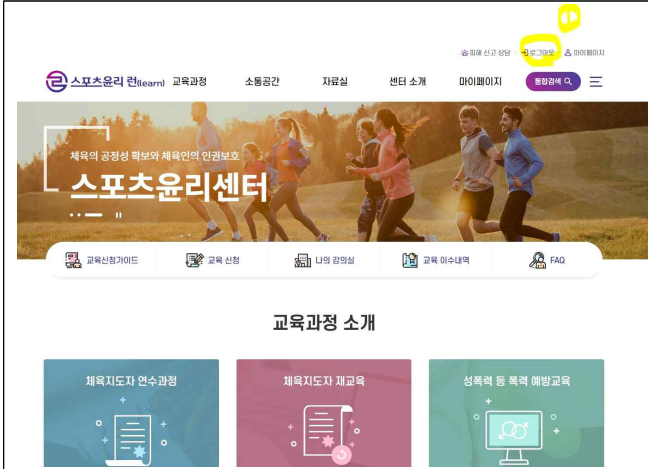 피해 신고·상담 로그아웃 마이페이지
스포츠윤리 런(learn) 교육과정 소통공간 자료실 센터 소개 마이페이지 통합검색
체육의 공정성 확보와 체육인의 인권보호
스포츠윤리센터
교육신청가이드 교육 신청 나의 강의실 교육 이수내역 FAQ
교육과정 소개
체육지도자 연수과정 체육지도자 재교육 성폭력 등 폭력 예방교육